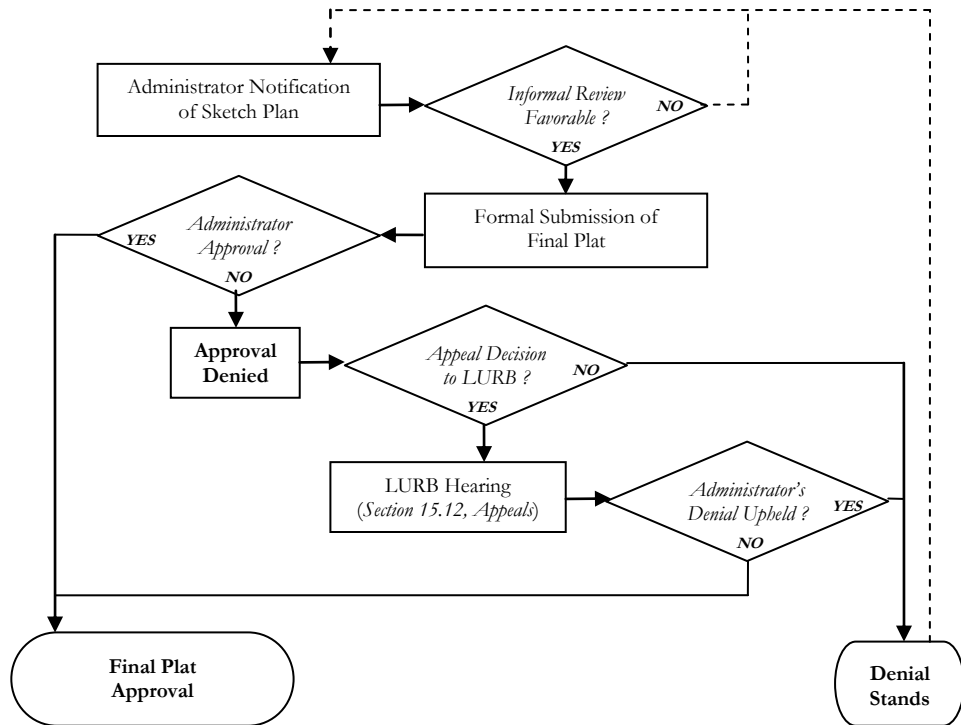 Administrator Notification
of Sketch Plan
Informal Review
Favorable ?
NO
YES
Formal Submission of
Final Plat
Administrator
Approval ?
YES
NO
Approval
Denied
Appeal Decision
to LURB ?
NO
YES
LURB Hearing
(Section 15.12, Appeals)
Administrator’s
Denial Upheld ?
YES
NO
Final Plat
Approval
Denial
Stands